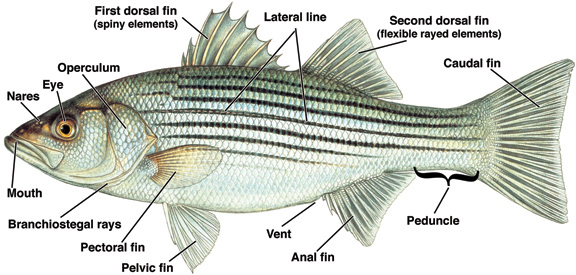 First dorsal fin
(spiny elements)
Lateral line
Second dorsal fin
(flexible rayed elements)
Caudal fin
Operculum
Eye
Nares
Mouth
Branchiostegal rays
Pectoral fin
Pelvic fin
Vent
Anal fin
Peduncle